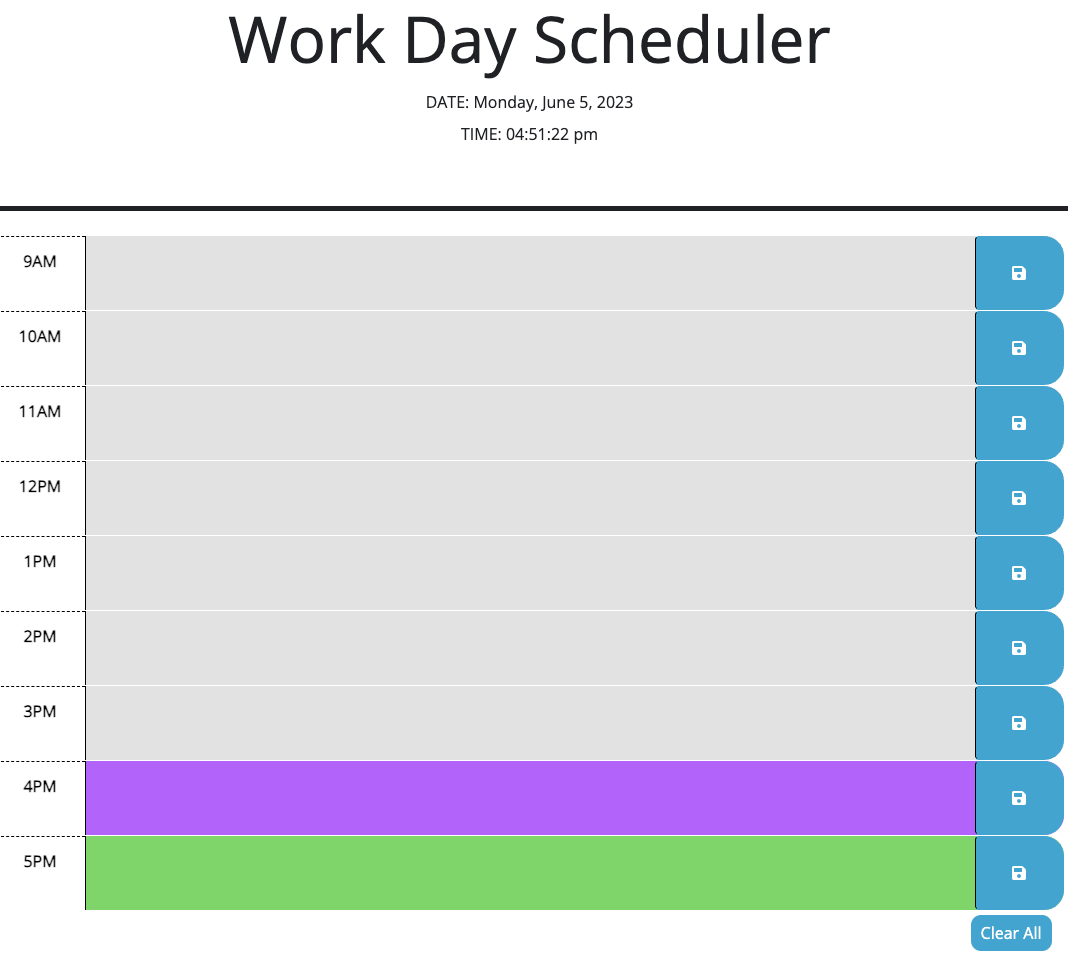 Work Day Scheduler
DATE: Monday, June 5, 2023
TIME: 04:51:22 pm
9AM
10AM
11AM
12PM
1PM
2PM
3PM
4PM
5PM
Clear All